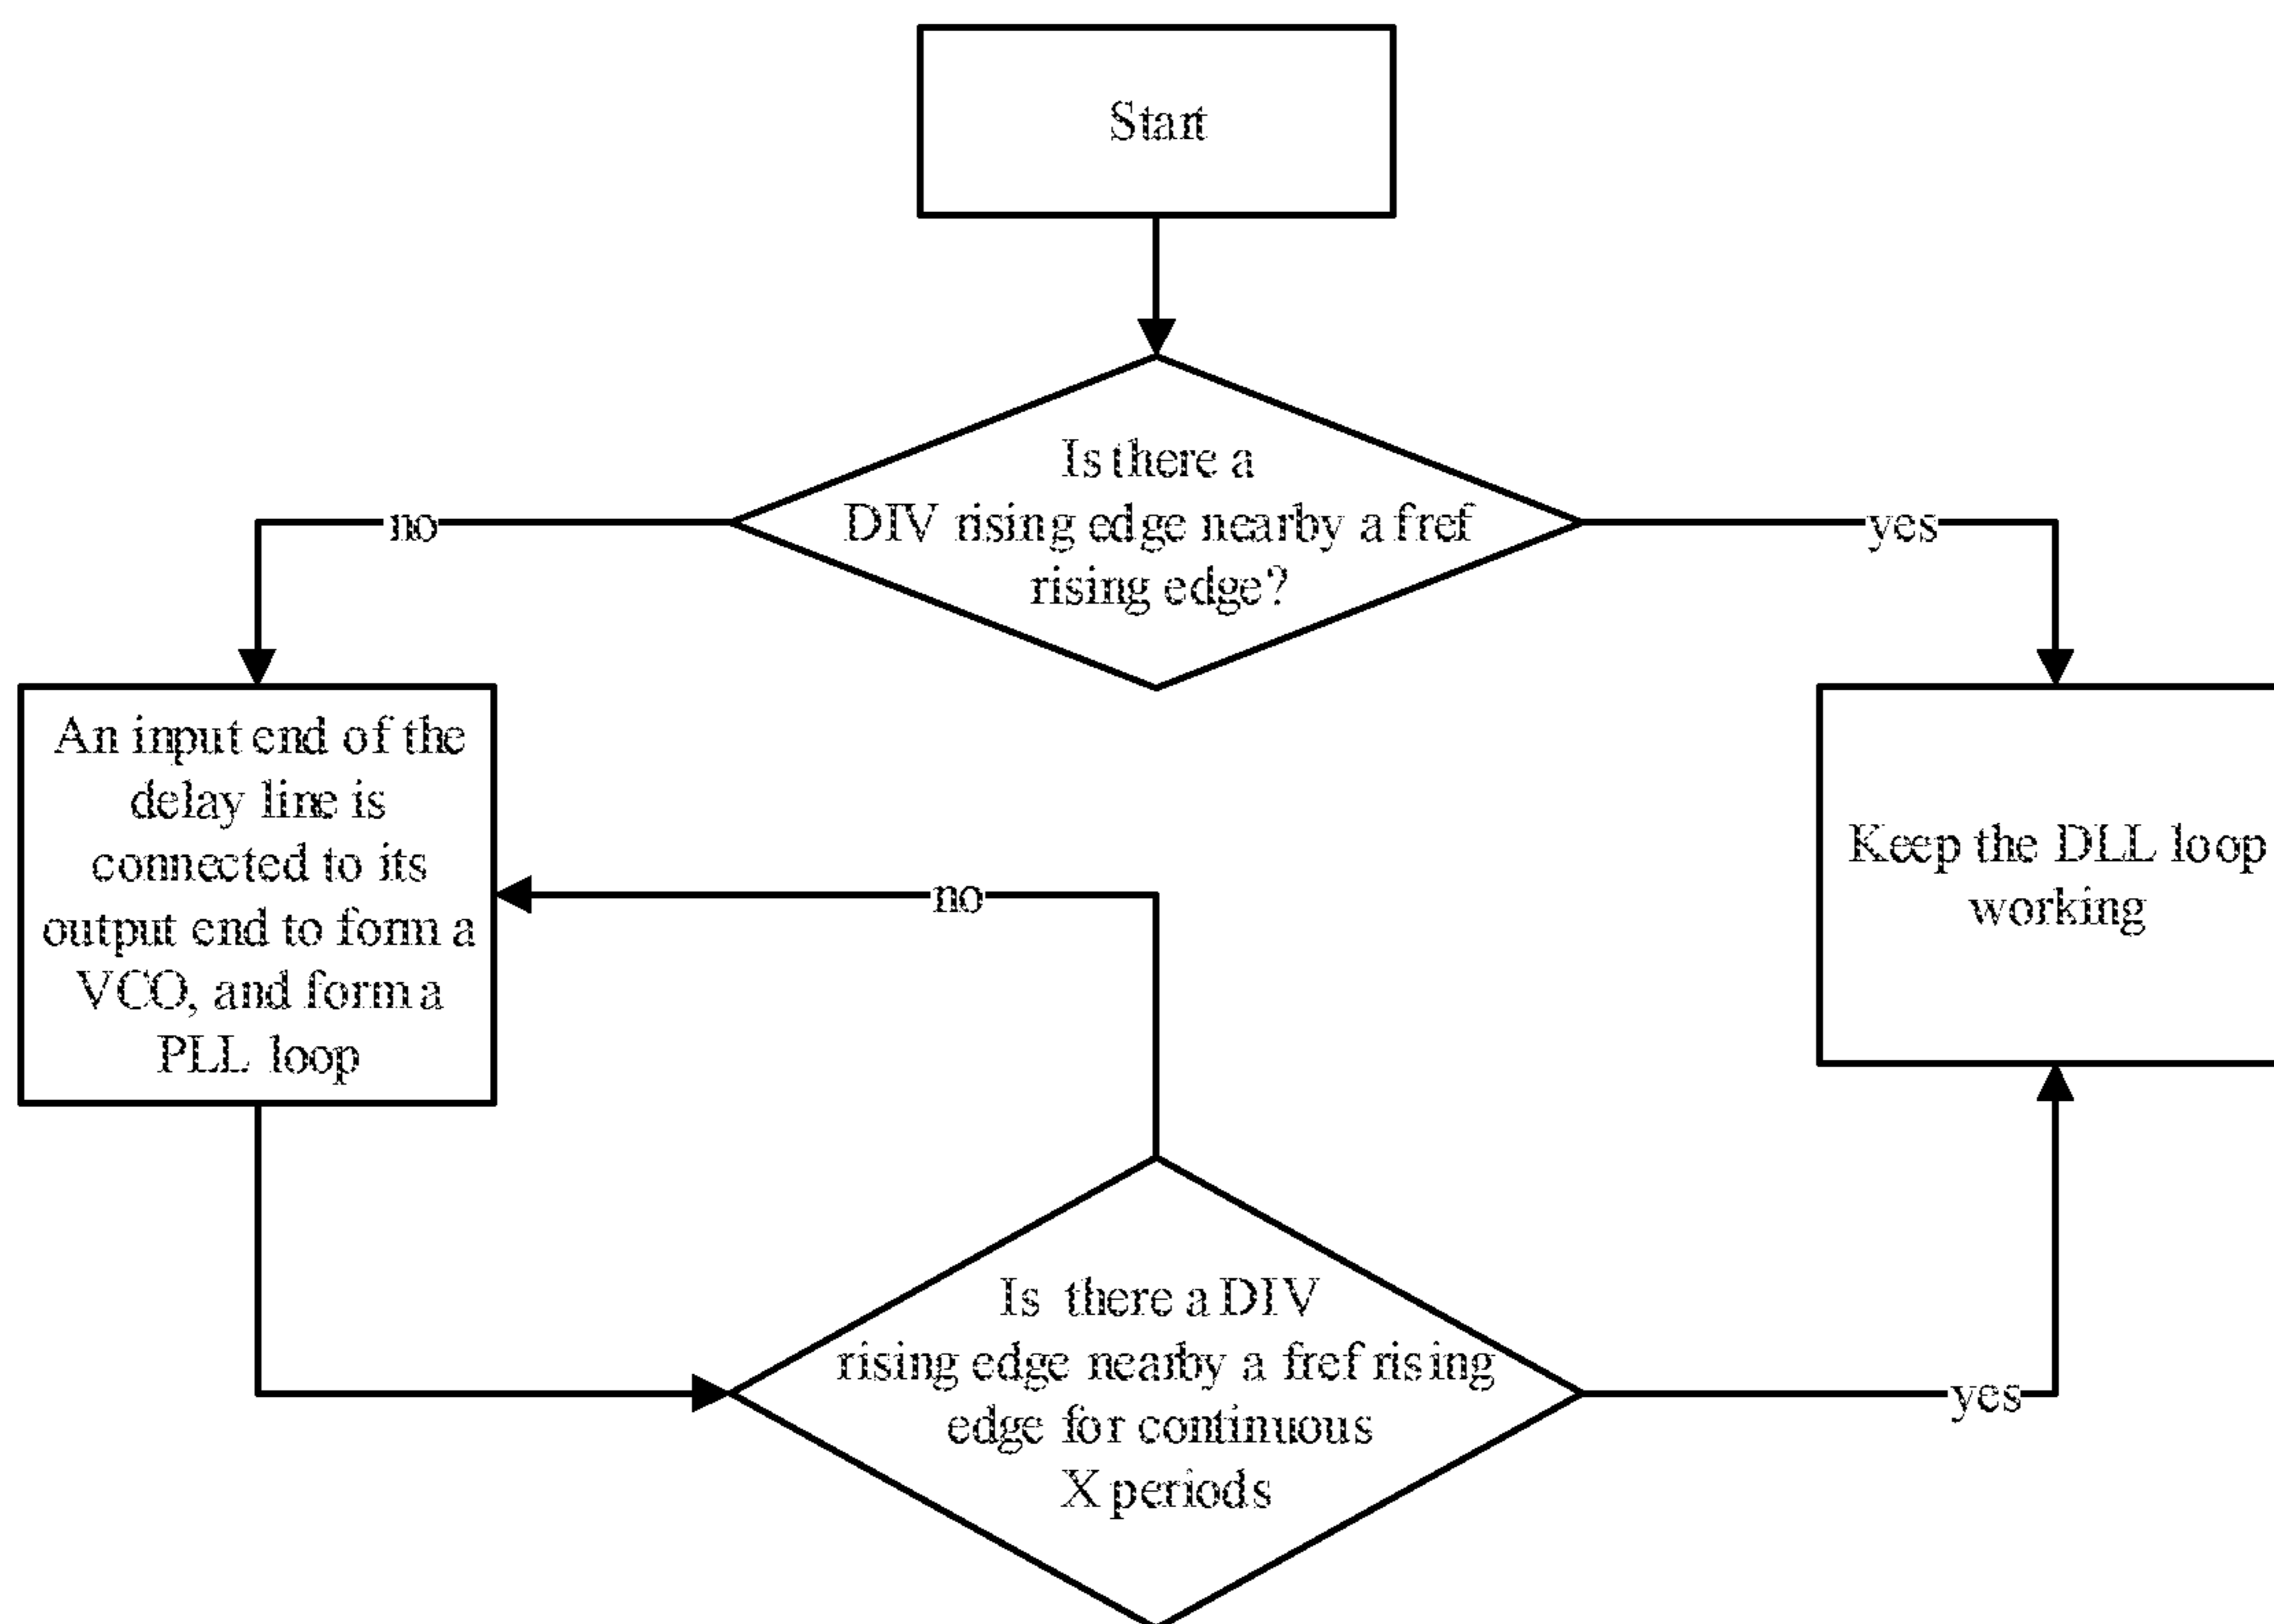 Start
Is there a
DIV rising edge nearby a fref
rising edge?
no
yes
An input end of the
delay line is
connected to its
output end to form a
VCO, and form a
PLL loop
Keep the DLL loop
working
no
Is there a DIV
rising edge nearby a fref rising
edge for continuous
X periods
yes